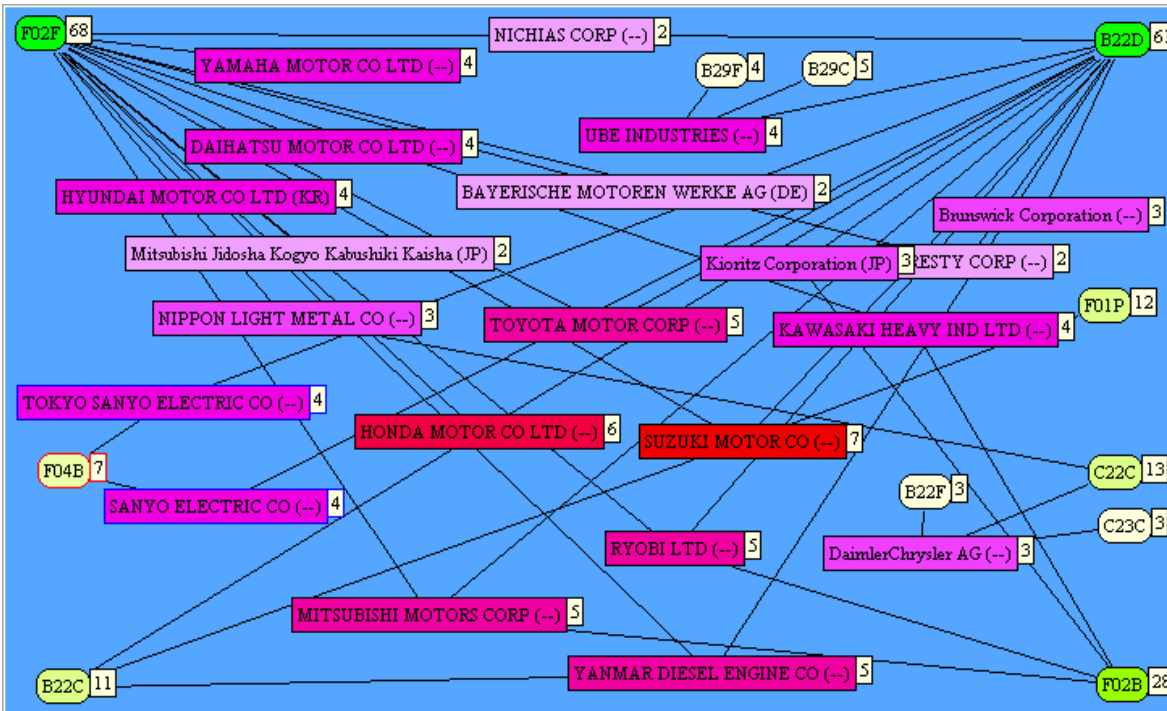 F02F 68
NICHIAS CORP (--) 2
B22D 61
YAMAHA MOTOR CO LTD (--) 4
B29F 4
B29C 5
UBE INDUSTRIES (--) 4
DAIHATSU MOTOR CO LTD (--) 4
HYUNDAI MOTOR CO LTD (KR) 4
BAYERISCHE MOTOREN WERKE AG (DE) 2
Brunswick Corporation (--) 3
Mitsubishi Jidosha Kogyo Kabushiki Kaisha (JP) 2
Kioritz Corporation (JP) 3
RESTY CORP (--) 2
F01P 12
NIPPON LIGHT METAL CO (--) 3
TOYOTA MOTOR CORP (--) 5
KAWASAKI HEAVY IND LTD (--) 4
TOKYO SANYO ELECTRIC CO (--) 4
HONDA MOTOR CO LTD (--) 6
SUZUKI MOTOR CO (--) 7
F04B 7
C22C 13
B22F 3
SANYO ELECTRIC CO (--) 4
C23C 3
RYOBI LTD (--) 5
DaimlerChrysler AG (--) 3
MITSUBISHI MOTORS CORP (--) 5
YANMAR DIESEL ENGINE CO (--) 5
B22C 11
F02B 28